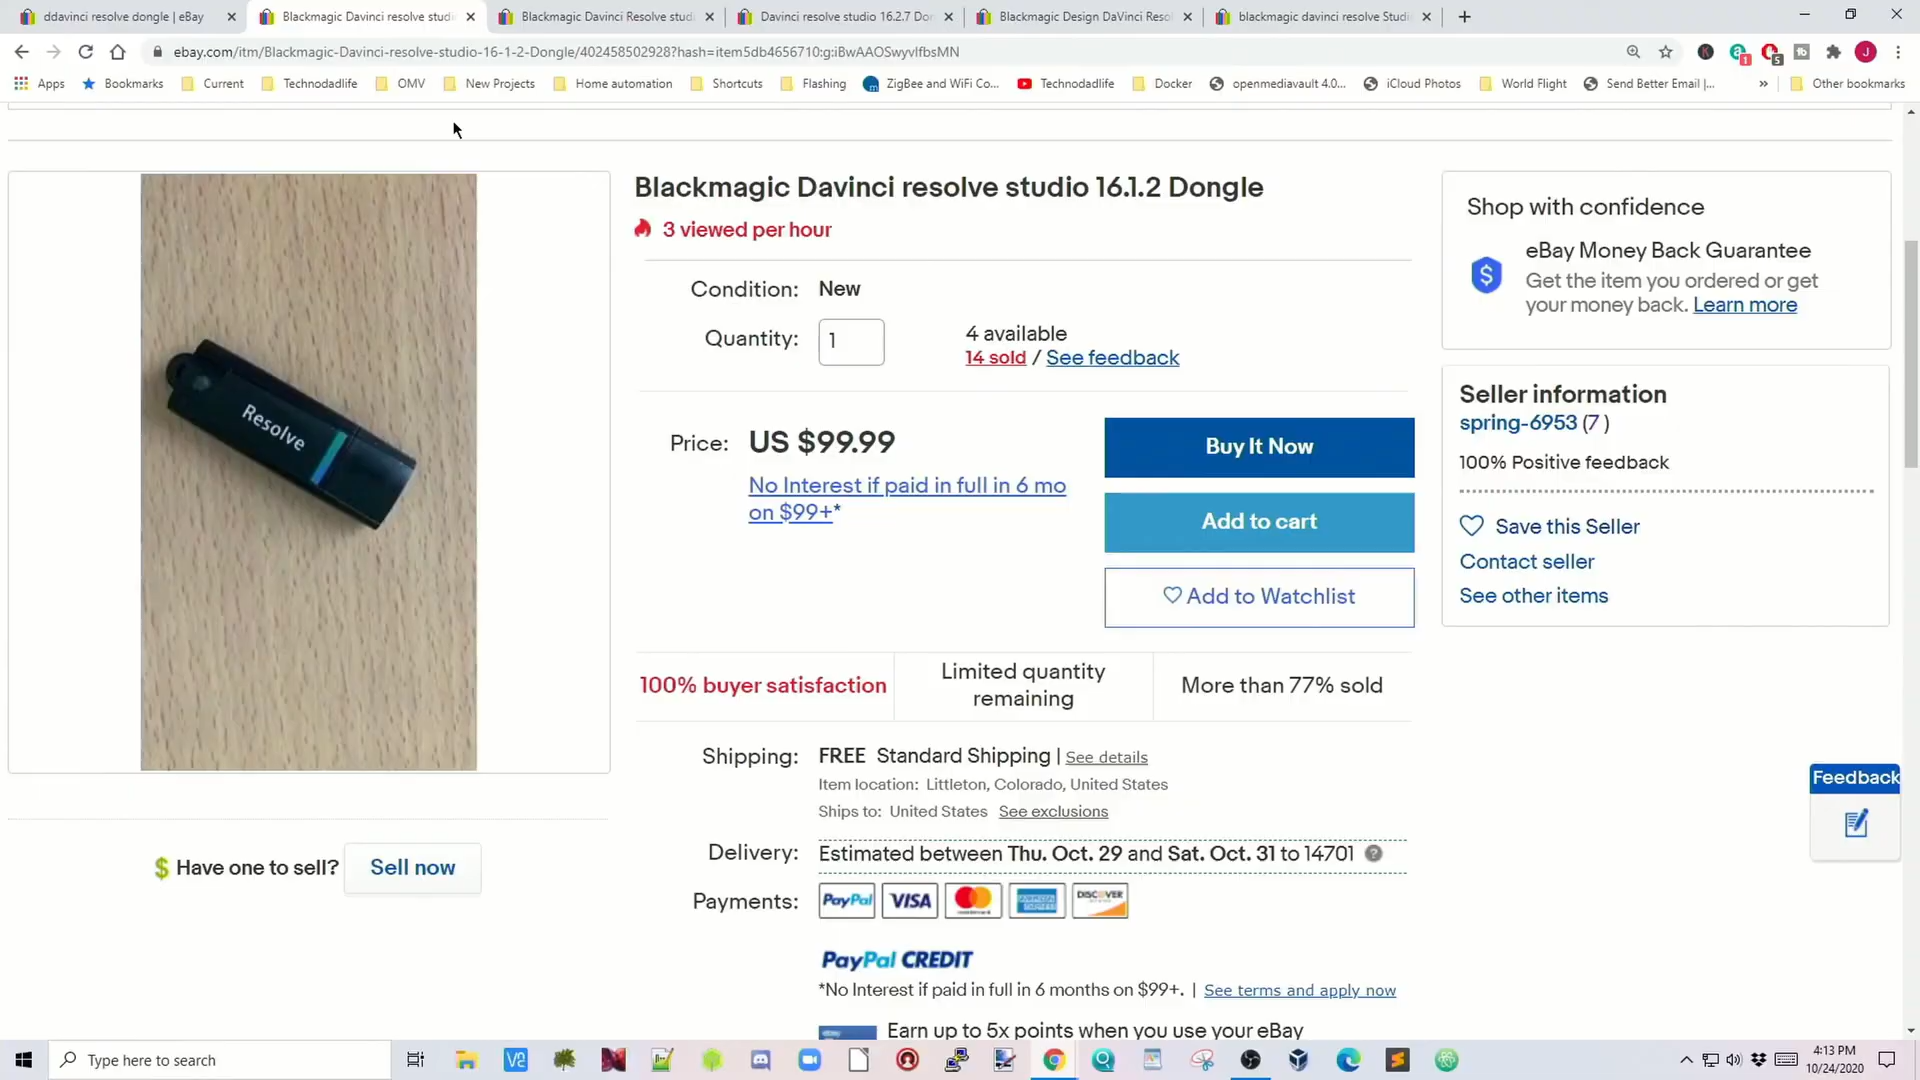 ddavinci resolve dongle | eBay
Blackmagic Davinci resolve studi
Blackmagic Davinci Resolve studi
Davinci resolve studio 16.2.7 Don
Blackmagic Design DaVinci Reso
blackmagic davinci resolve Studi
ebay.com/itm/Blackmagic-Davinci-resolve-studio-16-1-2-Dongle/402458502928?hash=item5db4656710:g:iBwAAOSwyvlfbsMN
Apps
Bookmarks
Current
Technodadlife
OMV
New Projects
Home automation
Shortcuts
Flashing
ZigBee and WiFi Co...
Technodadlife
Docker
openmediavault 4.0...
iCloud Photos
World Flight
Send Better Email |...
Other bookmarks
Resolve
Blackmagic Davinci resolve studio 16.1.2 Dongle
3 viewed per hour
Condition: New
Quantity: 1
4 available
14 sold / See feedback
Price: US $99.99
No Interest if paid in full in 6 mo
on $99+*
Buy It Now
Add to cart
Add to Watchlist
100% buyer satisfaction
Limited quantity
remaining
More than 77% sold
Shipping: FREE Standard Shipping | See details
Item location: Littleton, Colorado, United States
Ships to: United States See exclusions
Delivery: Estimated between Thu. Oct. 29 and Sat. Oct. 31 to 14701
Payments: PayPal VISA mastercard AMERICAN EXPRESS DISCOVER
PayPal CREDIT
*No Interest if paid in full in 6 months on $99+. | See terms and apply now
Earn up to 5x points when you use your eBay
Have one to sell? Sell now
Shop with confidence
eBay Money Back Guarantee
Get the item you ordered or get
your money back. Learn more
Seller information
spring-6953 (7 )
100% Positive feedback
Save this Seller
Contact seller
See other items
Feedback
Type here to search
4:13 PM
10/24/2020